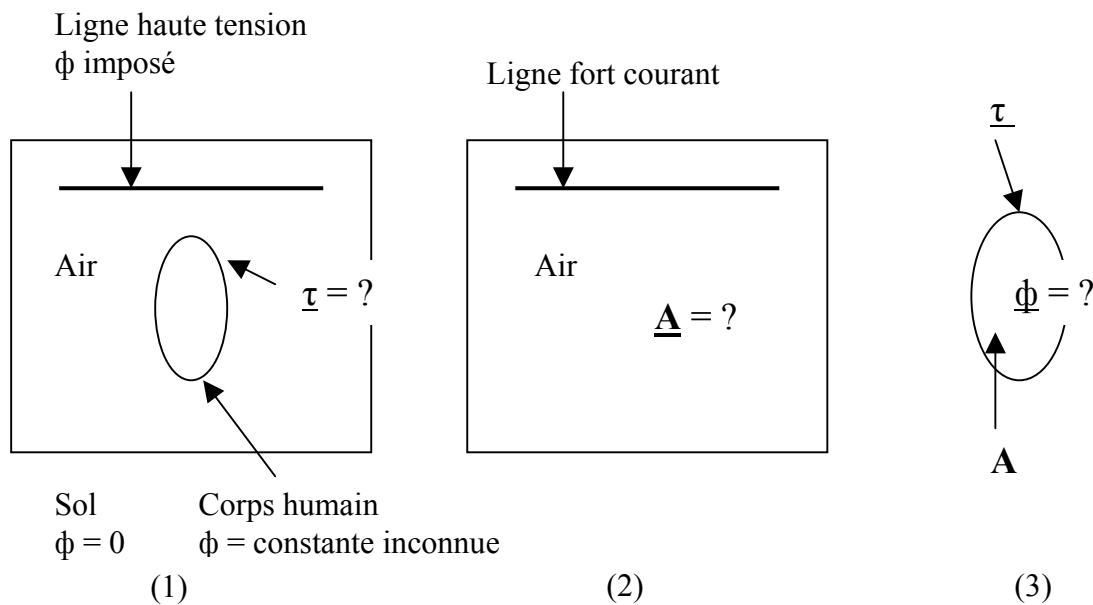 Ligne haute tension
ф imposé
Air
τ = ?
Sol
ф = 0
Corps humain
ф = constante inconnue
(1)
Ligne fort courant
Air
A = ?
(2)
τ
ф = ?
A
(3)